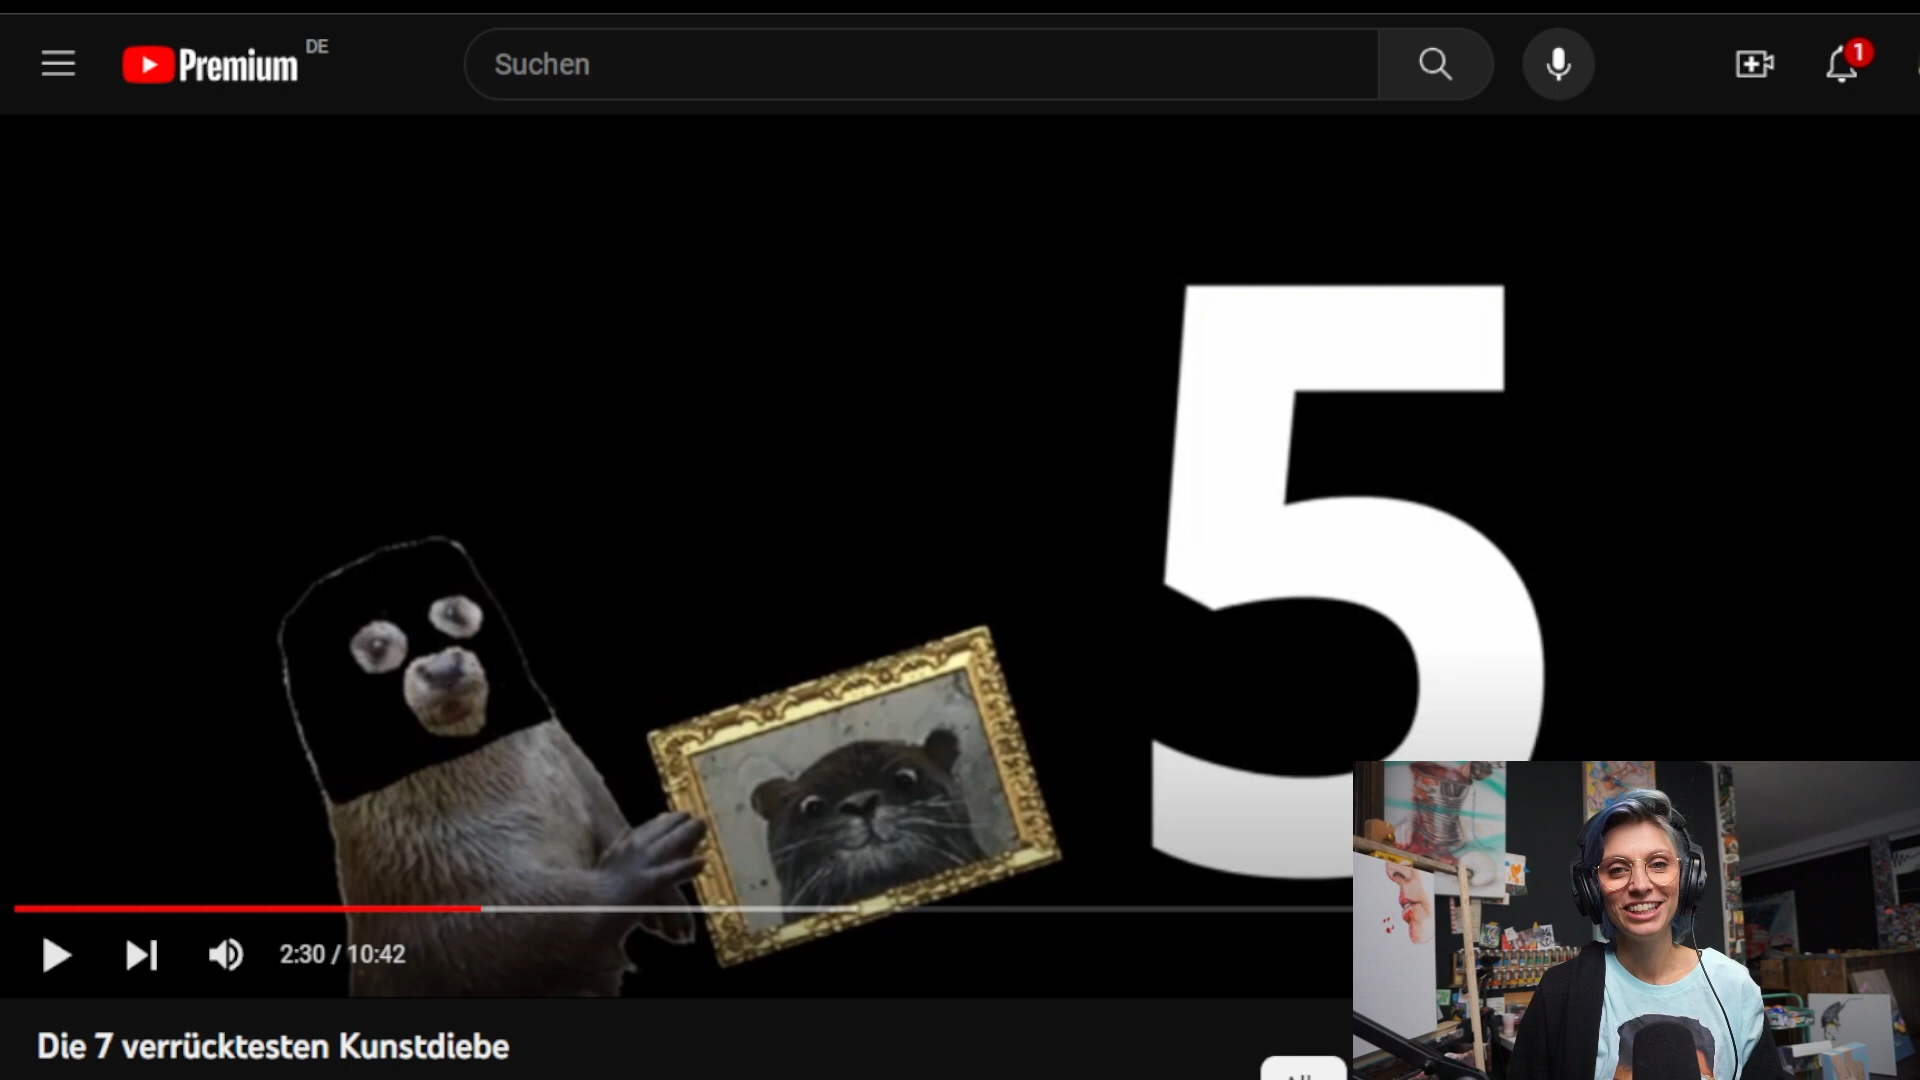 Premium DE
Suchen
1
5
2:30 / 10:42
Die 7 verrücktesten Kunstdiebe